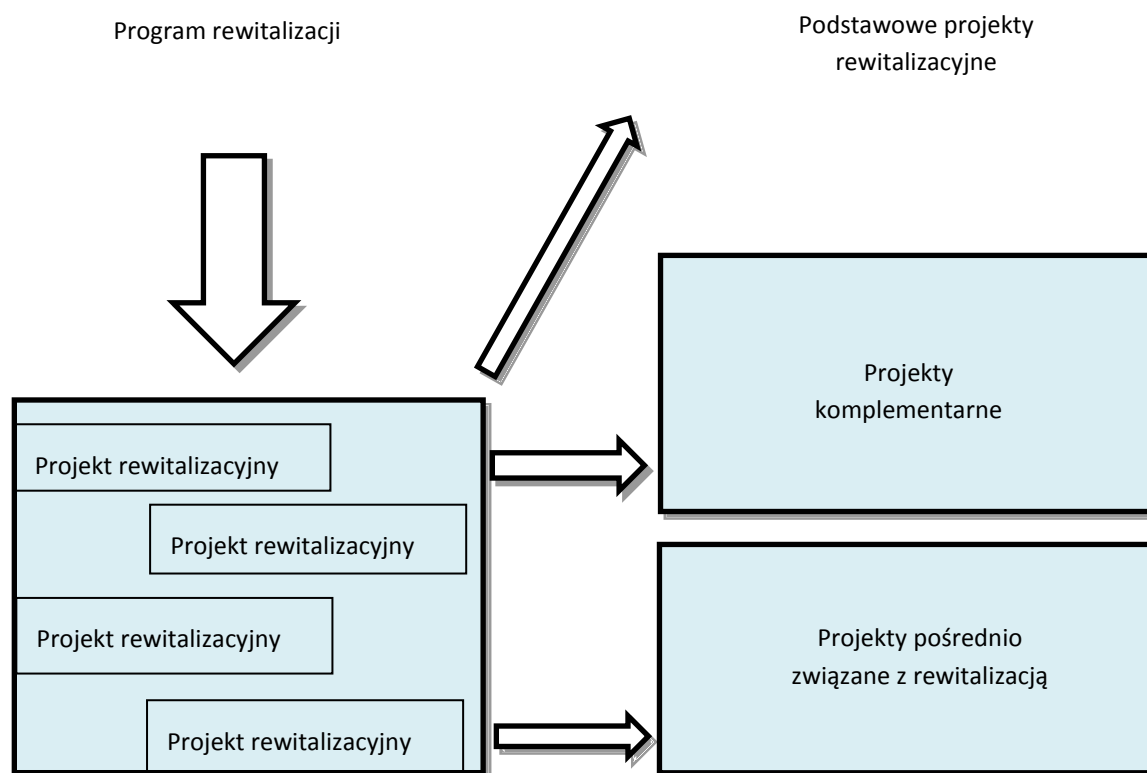 Program rewitalizacji
Podstawowe projekty
rewitalizacyjne
Projekty
komplementarne
Projekt rewitalizacyjny
Projekt rewitalizacyjny
Projekt rewitalizacyjny
Projekt rewitalizacyjny
Projekty pośrednio
związane z rewitalizacją